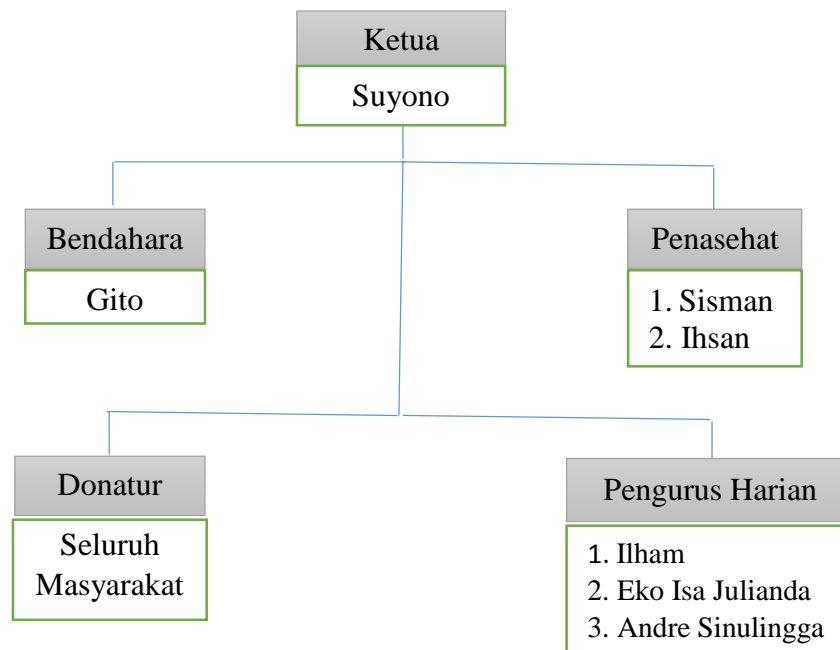 Ketua
Suyono
Bendahara
Gito
Penasehat
1. Sisman
2. Ihsan
Donatur
Seluruh
Masyarakat
Pengurus Harian
1. Ilham
2. Eko Isa Julianda
3. Andre Sinulingga